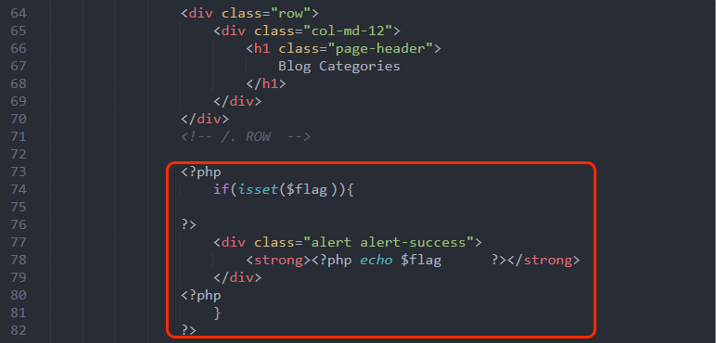 64 <div class="row">
65 <div class="col-md-12">
66 <h1 class="page-header">
67 Blog Categories
68 </h1>
69 </div>
70 </div>
71 <!-- /. ROW  -->
72
73 <?php
74 if(isset($flag)){
75
76 ?>
77 <div class="alert alert-success">
78 <strong><?php echo $flag      ?></strong>
79 </div>
80 <?php
81 }
82 ?>